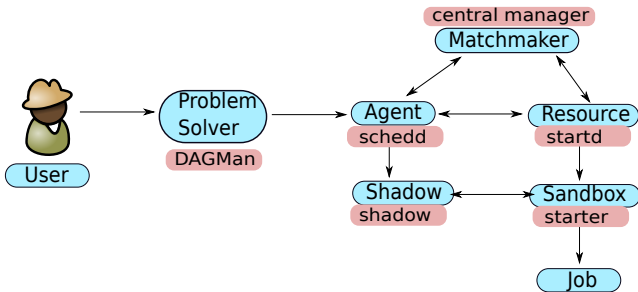 central manager
Matchmaker
Problem
Solver
DAGMan
User
Agent
schedd
Resource
startd
Shadow
shadow
Sandbox
starter
Job